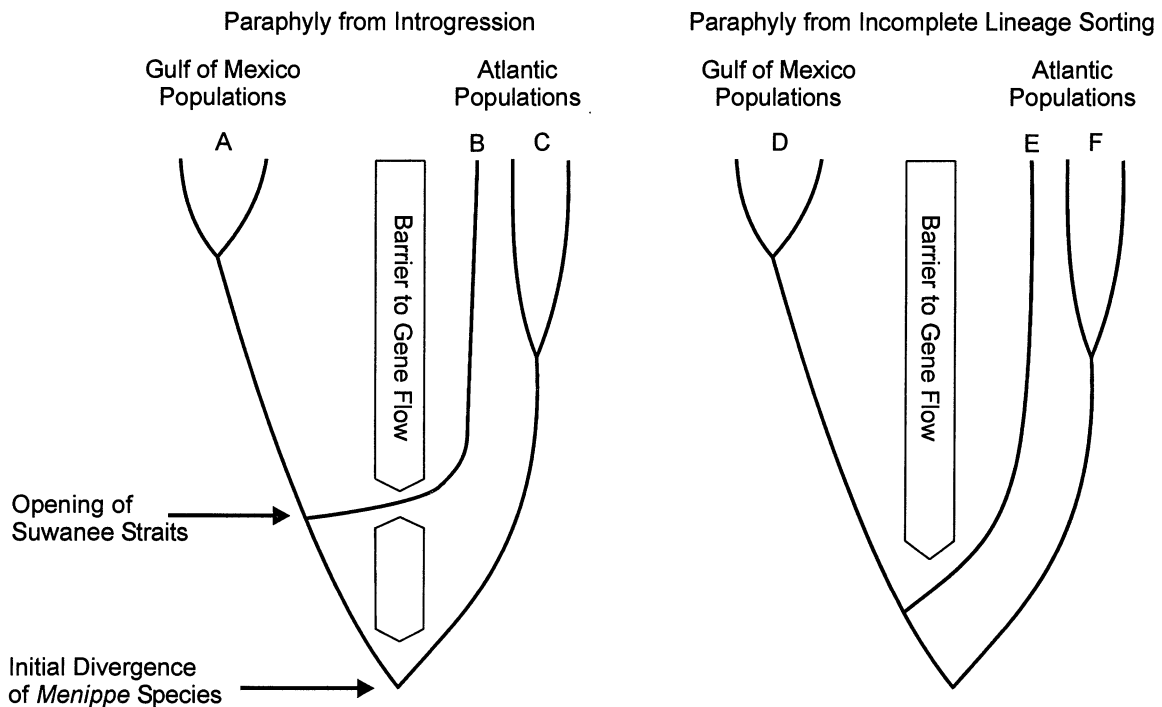 Paraphyly from Introgression
Gulf of Mexico
Populations
Atlantic
Populations
A
B
C
Barrier to Gene Flow
Opening of
Suwanee Straits
Initial Divergence
of Menippe Species
Paraphyly from Incomplete Lineage Sorting
Gulf of Mexico
Populations
Atlantic
Populations
D
E
F
Barrier to Gene Flow